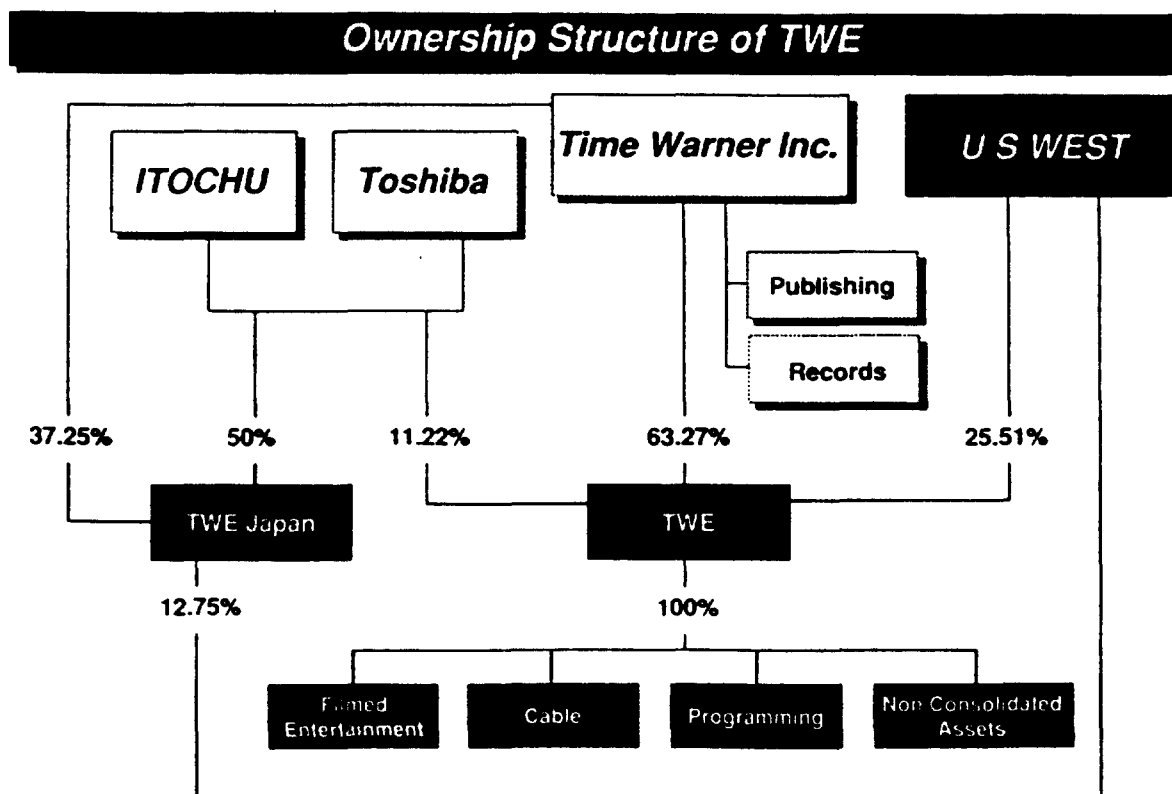 Ownership Structure of TWE
ITOCHU
Toshiba
Time Warner Inc.
U S WEST
Publishing
Records
37.25%
50%
11.22%
63.27%
25.51%
TWE Japan
TWE
12.75%
100%
Filmed
Entertainment
Cable
Programming
Non Consolidated
Assets